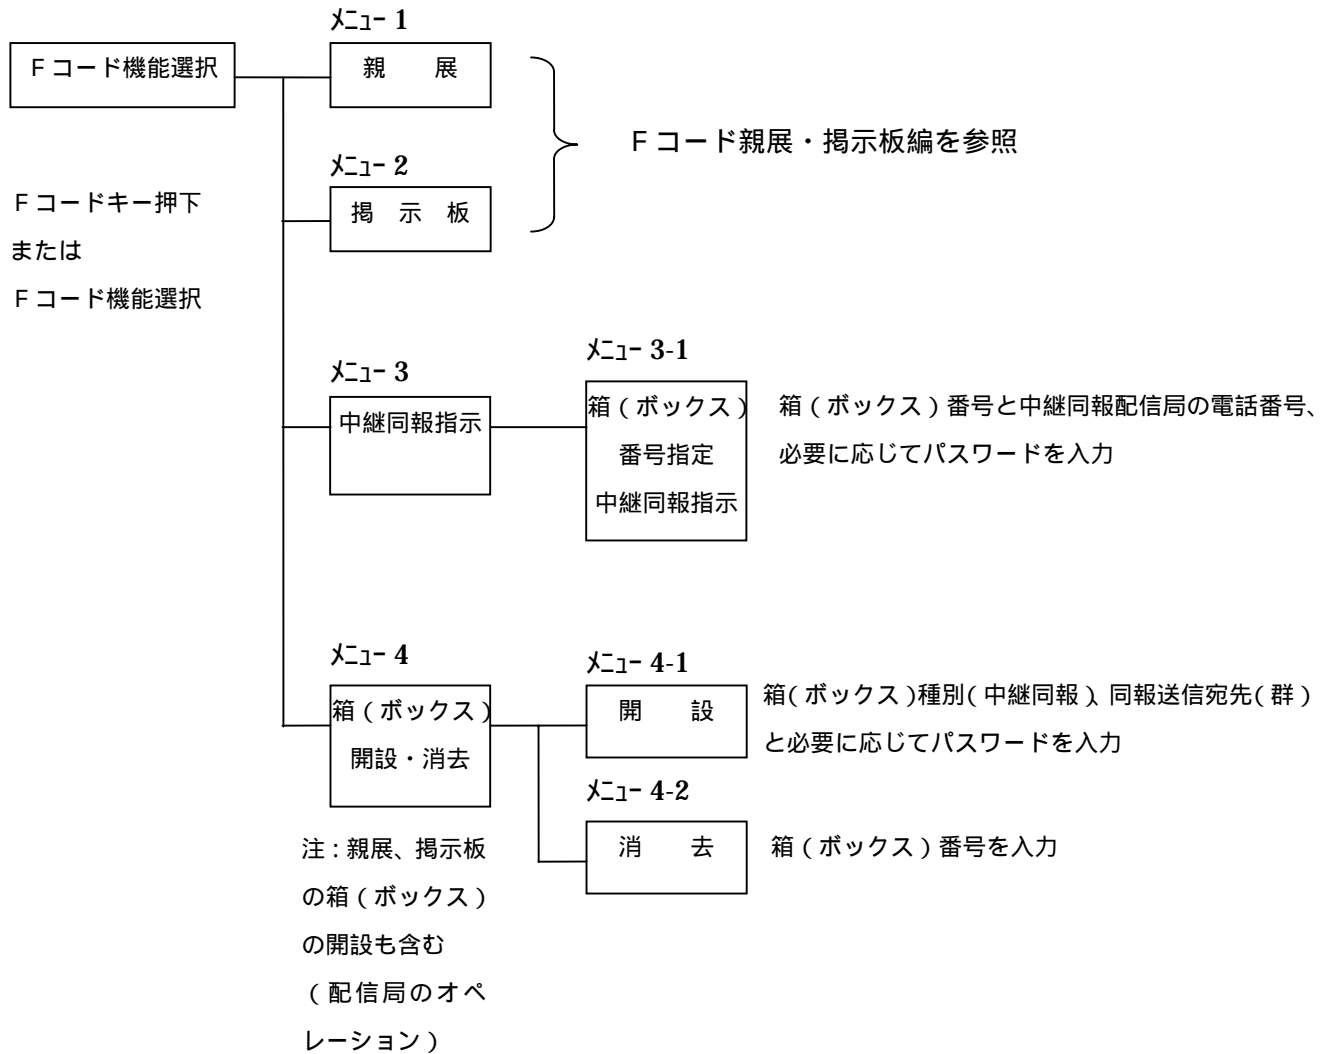 Ｆコード機能選択
Ｆコードキー押下
または
Ｆコード機能選択
ﾒﾆｭｰ 1
親　　展
ﾒﾆｭｰ 2
掲　示　板
Ｆコード親展・掲示板編を参照
ﾒﾆｭｰ 3
中継同報指示
ﾒﾆｭｰ 3-1
箱（ボックス）
番号指定
中継同報指示
箱（ボックス）番号と中継同報配信局の電話番号、
必要に応じてパスワードを入力
ﾒﾆｭｰ 4
箱（ボックス）
開設・消去
注：親展、掲示板
の箱（ボックス）
の開設も含む
（配信局のオペ
レーション）
ﾒﾆｭｰ 4-1
開　　設
箱（ボックス）種別（中継同報）、同報送信宛先（群）
と必要に応じてパスワードを入力
ﾒﾆｭｰ 4-2
消　　去
箱（ボックス）番号を入力